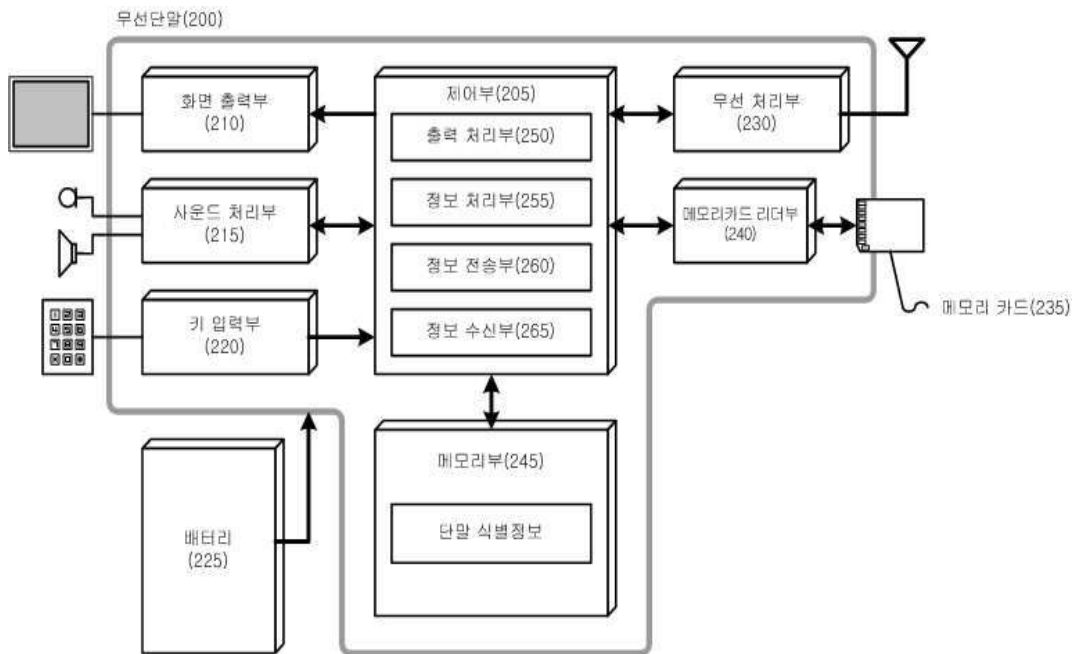 무선단말(200)
화면 출력부
(210)
제어부(205)
출력 처리부(250)
정보 처리부(255)
정보 전송부(260)
정보 수신부(265)
무선 처리부
(230)
사운드 처리부
(215)
메모리카드 리더부
(240)
키 입력부
(220)
메모리 카드(235)
메모리부(245)
단말 식별정보
배터리
(225)